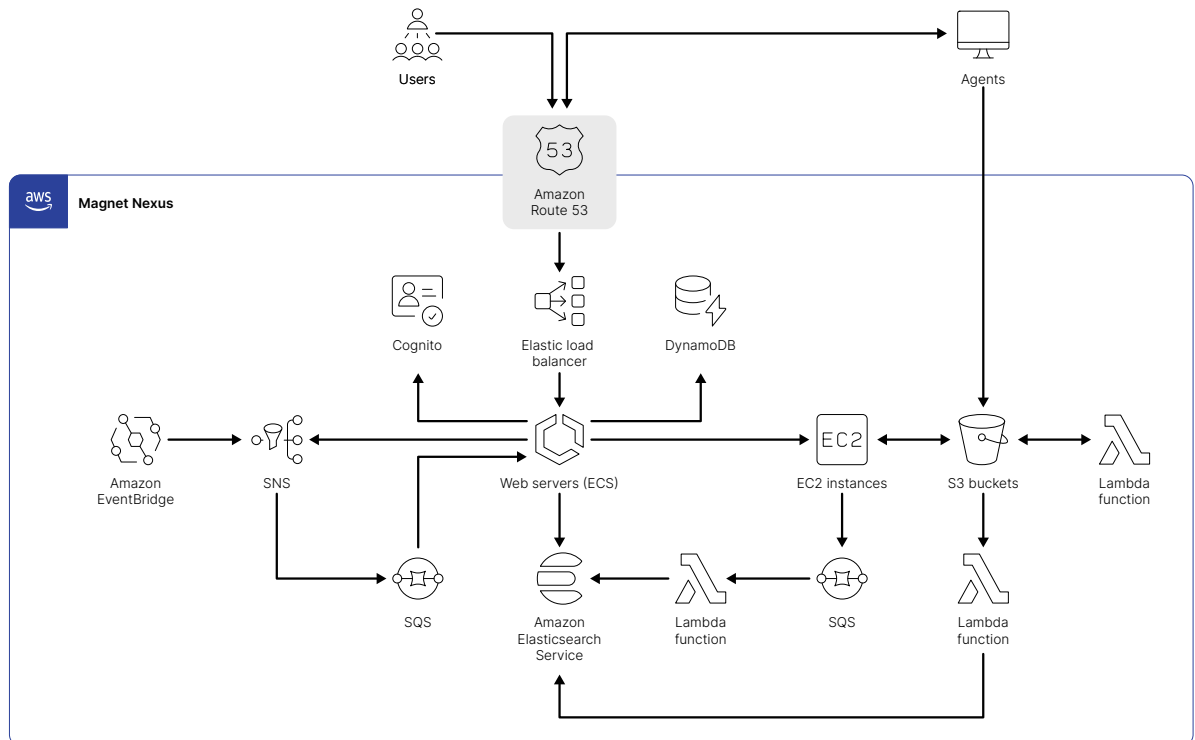 Users
Agents
53
Amazon
Route 53
aws
Magnet Nexus
Cognito
Elastic load
balancer
DynamoDB
EC2
Amazon
EventBridge
SNS
Web servers (ECS)
EC2 instances
S3 buckets
Lambda
function
SQS
Amazon
Elasticsearch
Service
Lambda
function
SQS
Lambda
function